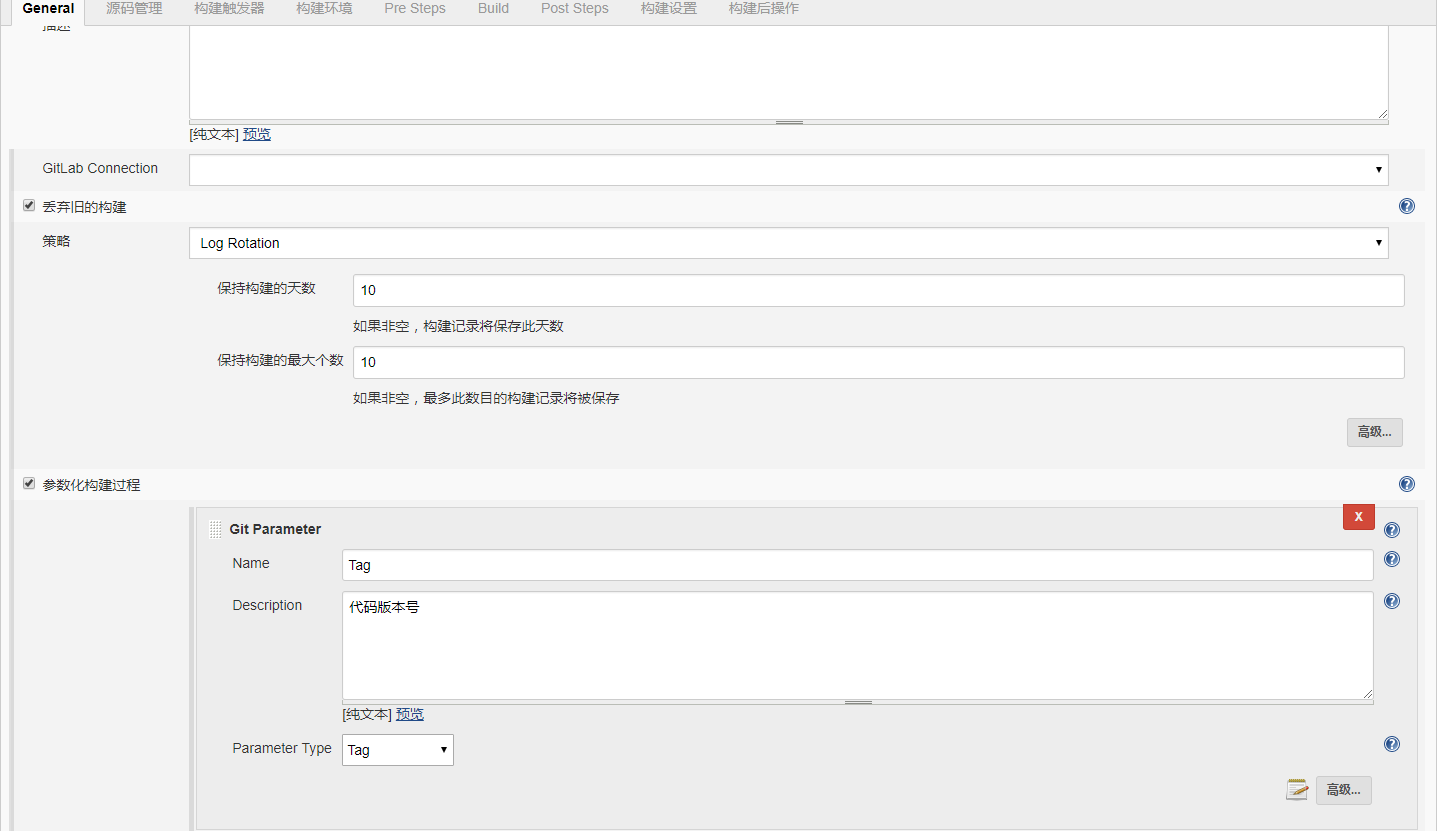 General 源码管理 构建触发器 构建环境 Pre Steps Build Post Steps 构建设置 构建后操作
描述
[纯文本] 预览
GitLab Connection
丢弃旧的构建
策略 Log Rotation
保持构建的天数 10
如果非空，构建记录将保存此天数
保持构建的最大个数 10
如果非空，最多此数目的构建记录将被保存
高级...
参数化构建过程
X
Git Parameter
Name Tag
Description 代码版本号
[纯文本] 预览
Parameter Type Tag
高级...